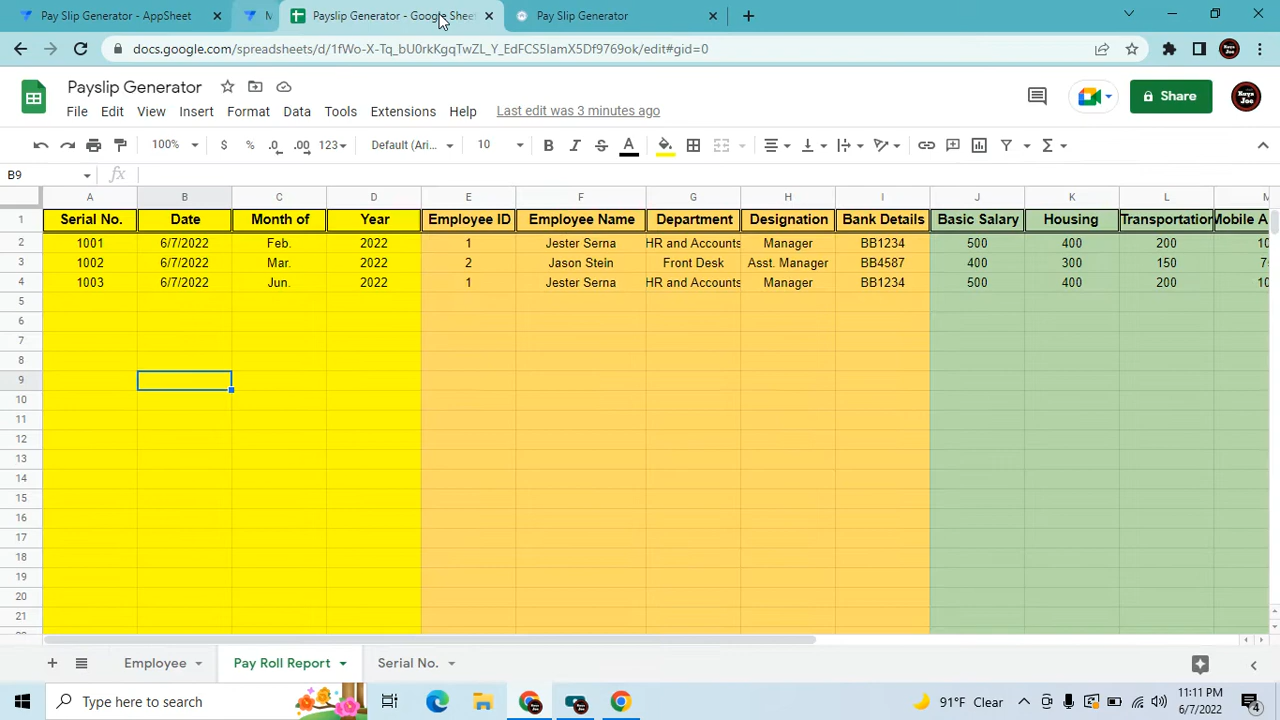 Pay Slip Generator - AppSheet
Payslip Generator - Google Sheet
Pay Slip Generator
docs.google.com/spreadsheets/d/1fWo-X-Tq_bU0rkKgqTwZL_Y_EdFCS5IamX5Df9769ok/edit#gid=0
Payslip Generator
Share
File Edit View Insert Format Data Tools Extensions Help Last edit was 3 minutes ago
100% $ % .0 .00 123 Default (Ari... 10 B I S A
B9 fx
A B C D E F G H I J K L M
1 Serial No. Date Month of Year Employee ID Employee Name Department Designation Bank Details Basic Salary Housing Transportation Mobile A
2 1001 6/7/2022 Feb. 2022 1 Jester Serna HR and Accounts Manager BB1234 500 400 200 10
3 1002 6/7/2022 Mar. 2022 2 Jason Stein Front Desk Asst. Manager BB4587 400 300 150 7
4 1003 6/7/2022 Jun. 2022 1 Jester Serna HR and Accounts Manager BB1234 500 400 200 10
5
6
7
8
9
10
11
12
13
14
15
16
17
18
19
20
21
Employee Pay Roll Report Serial No.
Type here to search
91°F Clear
11:11 PM
6/7/2022
4